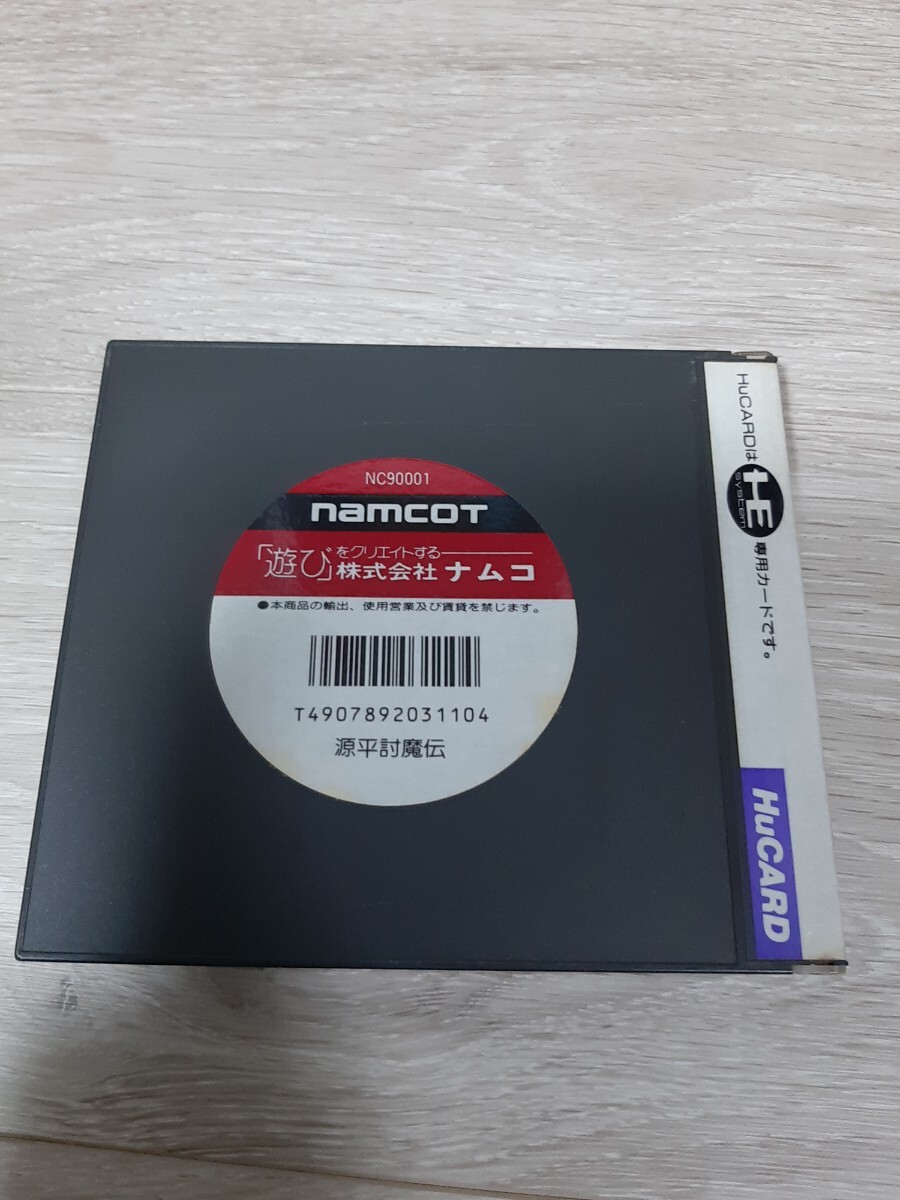 NC90001
namcot
「遊び」をクリエイトする
株式会社ナムコ
●本商品の輸出、使用営業及び賃貸を禁じます。
T4907892031104
源平討魔伝
HuCARDは HE SYSTEM 専用カードです。
HuCARD